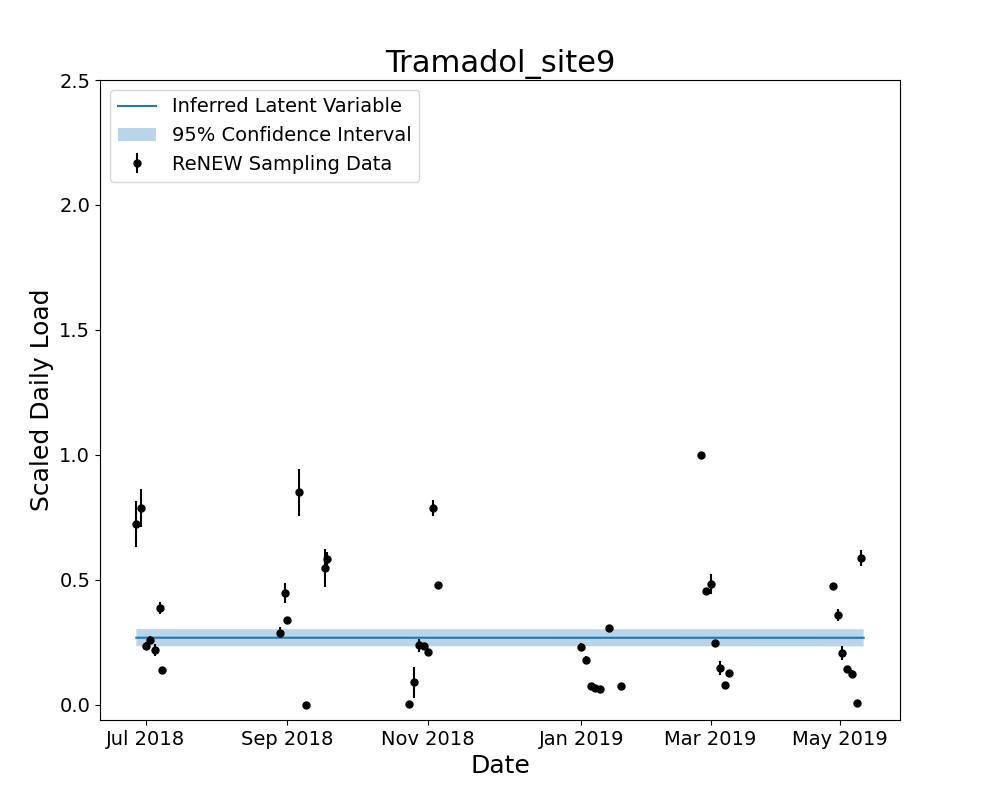 Tramadol_site9
2.5
2.0
1.5
1.0
0.5
0.0
Scaled Daily Load
Inferred Latent Variable
95% Confidence Interval
ReNEW Sampling Data
Jul 2018 Sep 2018 Nov 2018 Jan 2019 Mar 2019 May 2019
Date